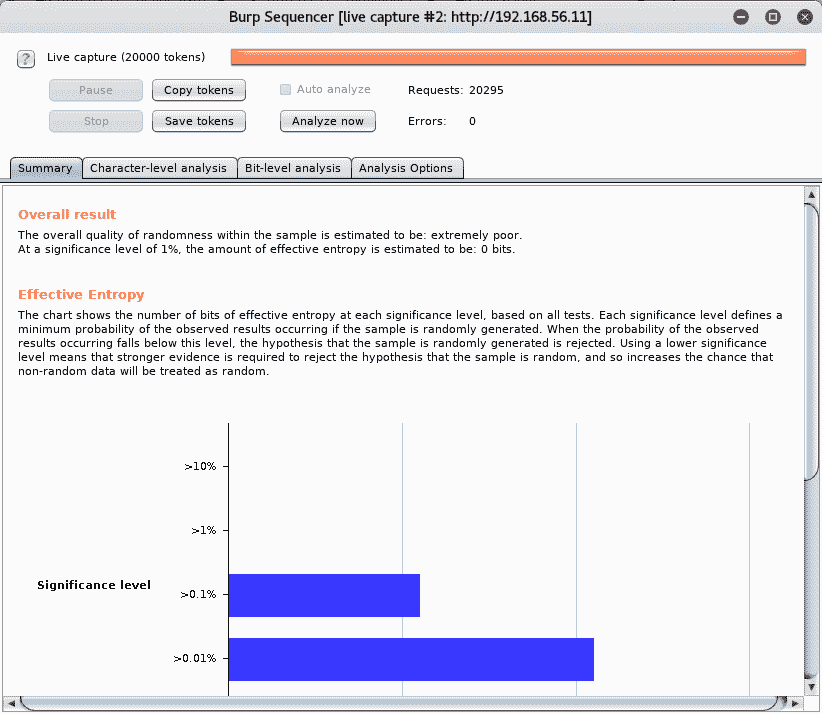 Burp Sequencer [live capture #2: http://192.168.56.11]
? Live capture (20000 tokens)
Pause Copy tokens Auto analyze Requests: 20295
Stop Save tokens Analyze now Errors: 0
Summary Character-level analysis Bit-level analysis Analysis Options
Overall result
The overall quality of randomness within the sample is estimated to be: extremely poor.
At a significance level of 1%, the amount of effective entropy is estimated to be: 0 bits.
Effective Entropy
The chart shows the number of bits of effective entropy at each significance level, based on all tests. Each significance level defines a
minimum probability of the observed results occurring if the sample is randomly generated. When the probability of the observed
results occurring falls below this level, the hypothesis that the sample is randomly generated is rejected. Using a lower significance
level means that stronger evidence is required to reject the hypothesis that the sample is random, and so increases the chance that
non-random data will be treated as random.
>10%
>1%
Significance level
>0.1%
>0.01%